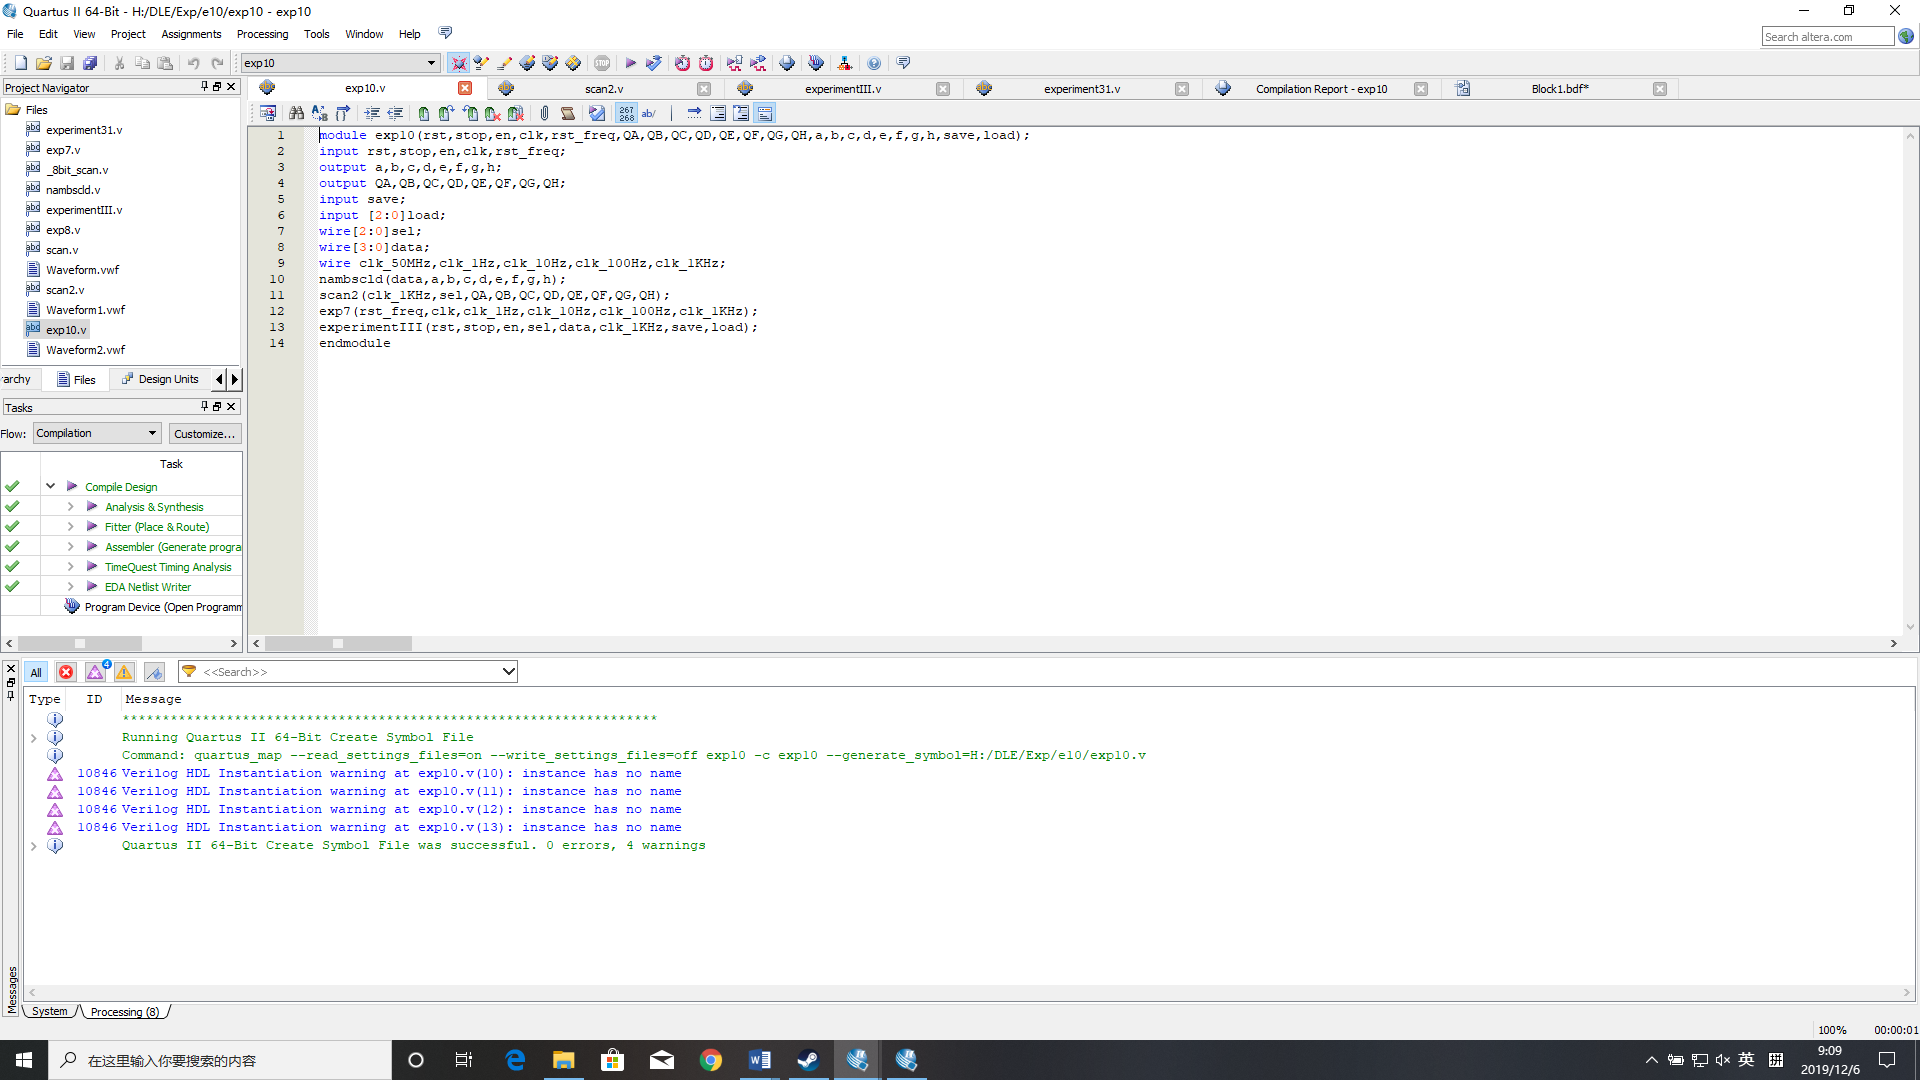 Quartus II 64-Bit - H:/DLE/Exp/e10/exp10 - exp10
File Edit View Project Assignments Processing Tools Window Help
Search altera.com
exp10
Project Navigator
Files
experiment31.v
exp7.v
_8bit_scan.v
nambscld.v
experimentIII.v
exp8.v
scan.v
Waveform.vwf
scan2.v
Waveform1.vwf
exp10.v
Waveform2.vwf
archy Files Design Units
Tasks
Flow: Compilation Customize...
Task
Compile Design
Analysis & Synthesis
Fitter (Place & Route)
Assembler (Generate progra
TimeQuest Timing Analysis
EDA Netlist Writer
Program Device (Open Programm
exp10.v scan2.v experimentIII.v experiment31.v Compilation Report - exp10 Block1.bdf*
267
268
ab/
1 module exp10(rst,stop,en,clk,rst_freq,QA,QB,QC,QD,QE,QF,QG,QH,a,b,c,d,e,f,g,h,save,load);
2 input rst,stop,en,clk,rst_freq;
3 output a,b,c,d,e,f,g,h;
4 output QA,QB,QC,QD,QE,QF,QG,QH;
5 input save;
6 input [2:0]load;
7 wire[2:0]sel;
8 wire[3:0]data;
9 wire clk_50MHz,clk_1Hz,clk_10Hz,clk_100Hz,clk_1KHz;
10 nambscld(data,a,b,c,d,e,f,g,h);
11 scan2(clk_1KHz,sel,QA,QB,QC,QD,QE,QF,QG,QH);
12 exp7(rst_freq,clk,clk_1Hz,clk_10Hz,clk_100Hz,clk_1KHz);
13 experimentIII(rst,stop,en,sel,data,clk_1KHz,save,load);
14 endmodule
All 4 <<Search>>
Type ID Message
*******************************************************************
Running Quartus II 64-Bit Create Symbol File
Command: quartus_map --read_settings_files=on --write_settings_files=off exp10 -c exp10 --generate_symbol=H:/DLE/Exp/e10/exp10.v
10846 Verilog HDL Instantiation warning at exp10.v(10): instance has no name
10846 Verilog HDL Instantiation warning at exp10.v(11): instance has no name
10846 Verilog HDL Instantiation warning at exp10.v(12): instance has no name
10846 Verilog HDL Instantiation warning at exp10.v(13): instance has no name
Quartus II 64-Bit Create Symbol File was successful. 0 errors, 4 warnings
Messages
System Processing (8)
100% 00:00:01
在这里输入你要搜索的内容
英
9:09
2019/12/6